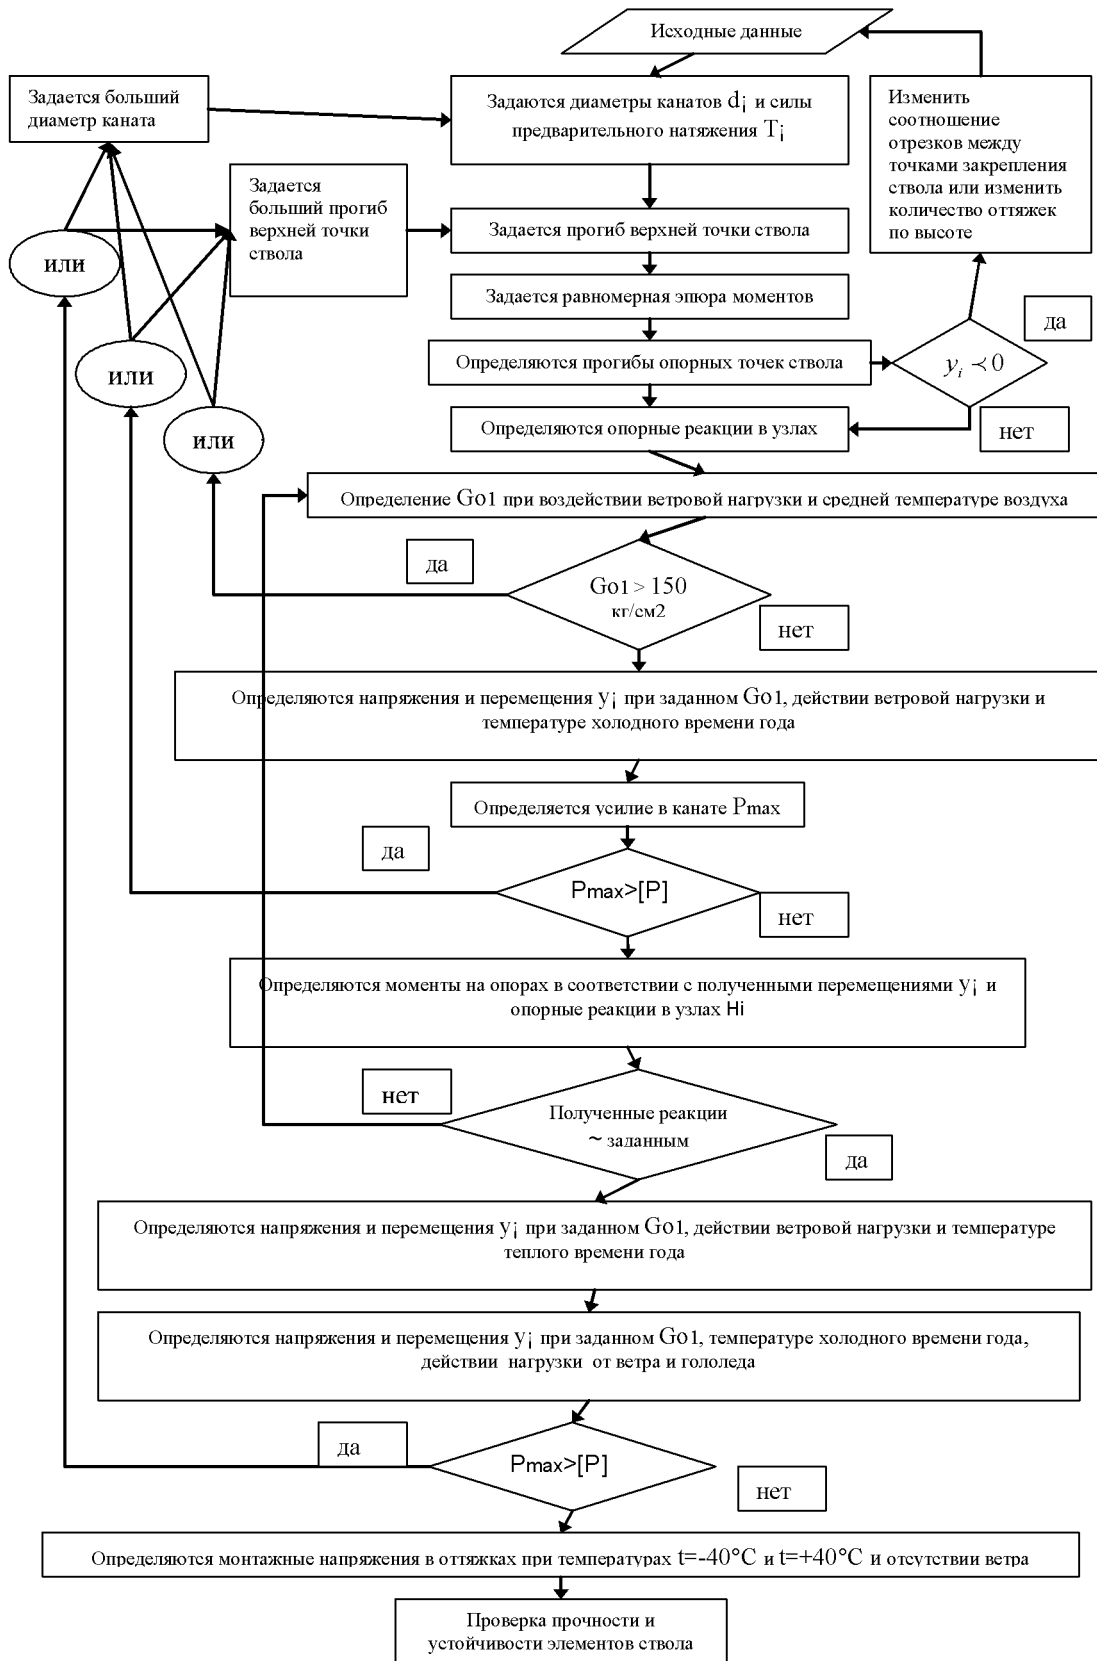 Исходные данные
Задается больший
диаметр каната
Задаются диаметры канатов di и силы
предварительного натяжения Ti
Изменить
соотношение
отрезков между
точками закрепления
ствола или изменить
количество оттяжек
по высоте
Задается
больший прогиб
верхней точки
ствола
Задается прогиб верхней точки ствола
или
Задается равномерная эпюра моментов
да
Определяются прогибы опорных точек ствола
yi ≺ 0
или
Определяются опорные реакции в узлах
нет
или
Определение Go1 при воздействии ветровой нагрузки и средней температуре воздуха
да
Go1 > 150
кг/см2
нет
Определяются напряжения и перемещения yi при заданном Go1, действии ветровой нагрузки и
температуре холодного времени года
Определяется усилие в канате Pmax
да
Pmax>[P]
нет
Определяются моменты на опорах в соответствии с полученными перемещениями yi и
опорные реакции в узлах Hi
нет
Полученные реакции
~ заданным
да
Определяются напряжения и перемещения yi при заданном Go1, действии ветровой нагрузки и температуре
теплого времени года
Определяются напряжения и перемещения yi при заданном Go1, температуре холодного времени года,
действии нагрузки от ветра и гололеда
да
Pmax>[P]
нет
Определяются монтажные напряжения в оттяжках при температурах t=-40°C и t=+40°C и отсутствии ветра
Проверка прочности и
устойчивости элементов ствола